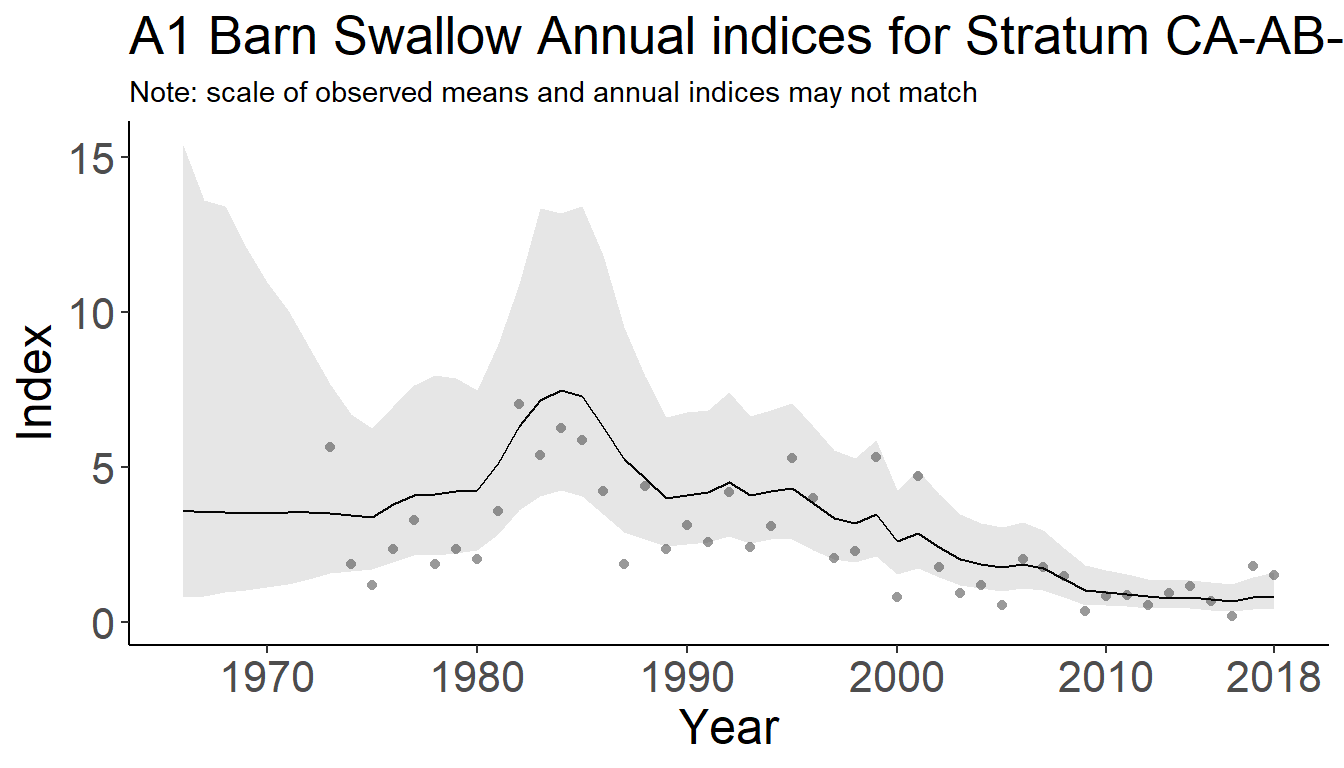 A1 Barn Swallow Annual indices for Stratum CA-AB-
Note: scale of observed means and annual indices may not match
15
10
5
0
Index
1970 1980 1990 2000 2010 2018
Year